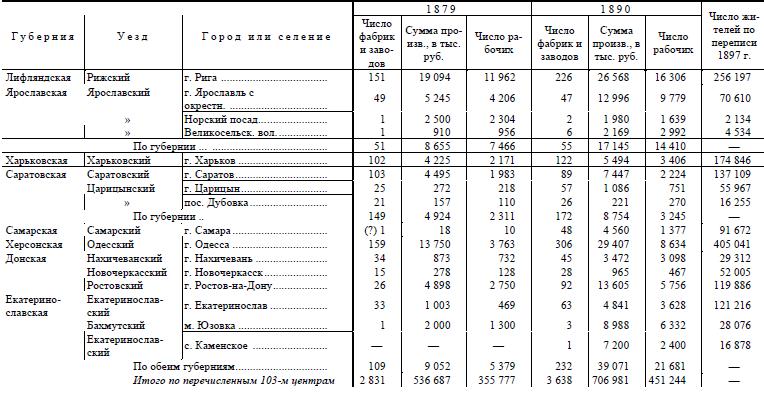 Губерния Уезд Город или селение 1879 1890 Число жителей по переписи 1897 г.
Число фабрик и заводов Сумма произв., в тыс. руб. Число рабочих Число фабрик и заводов Сумма произв., в тыс. руб. Число рабочих
Лифляндская Рижский г. Рига 151 19 094 11 962 226 26 568 16 306 256 197
Ярославская Ярославский г. Ярославль с окрестн. 49 5 245 4 206 47 12 996 9 779 70 610
» Норский посад 1 2 500 2 304 2 1 980 1 639 2 134
» Великосельск. вол. 1 910 956 6 2 169 2 992 4 534
По губернии ... 51 8 655 7 466 55 17 145 14 410 —
Харьковская Харьковский г. Харьков 102 4 225 2 171 122 5 494 3 406 174 846
Саратовская Саратовский г. Саратов 103 4 495 1 983 89 7 447 2 224 137 109
Царицынский г. Царицын 25 272 218 57 1 086 751 55 967
» пос. Дубовка 21 157 110 26 221 270 16 255
По губернии .. 149 4 924 2 311 172 8 754 3 245 —
Самарская Самарский г. Самара (?) 1 18 10 48 4 560 1 377 91 672
Херсонская Одесский г. Одесса 159 13 750 3 763 306 29 407 8 634 405 041
Донская Нахичеванский г. Нахичевань 34 873 732 45 3 472 3 098 29 312
Новочеркасский г. Новочеркасск 15 278 128 28 965 467 52 005
Ростовский г. Ростов-на-Дону 26 4 898 2 750 92 13 605 5 756 119 886
Екатеринославская Екатеринославский г. Екатеринослав 33 1 003 469 63 4 841 3 628 121 216
Бахмутский м. Юзовка 1 2 000 1 300 3 8 988 6 332 28 076
Екатеринославский с. Каменское — — — 1 7 200 2 400 16 878
По обеим губерниям 109 9 052 5 379 232 39 071 21 681 —
Итого по перечисленным 103-м центрам 2 831 536 687 355 777 3 638 706 981 451 244 —